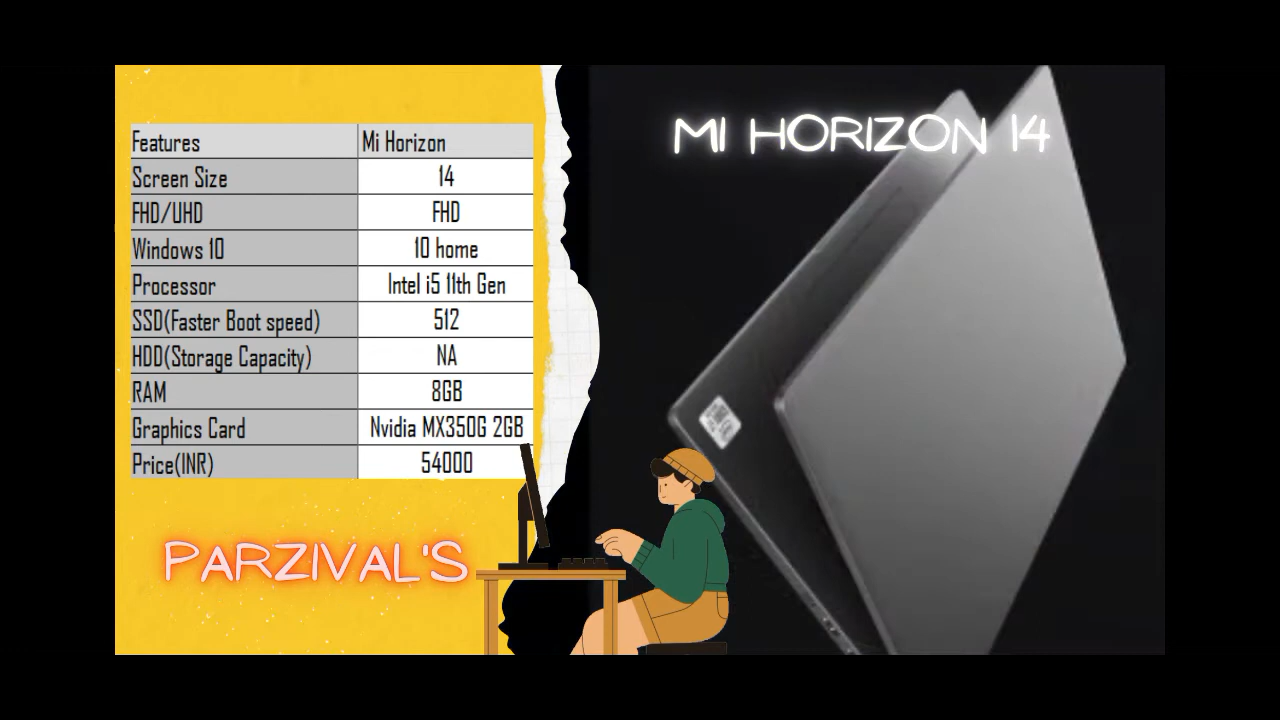 MI HORIZON 14
Features Mi Horizon
Screen Size 14
FHD/UHD FHD
Windows 10 10 home
Processor Intel i5 11th Gen
SSD(Faster Boot speed) 512
HDD(Storage Capacity) NA
RAM 8GB
Graphics Card Nvidia MX350G 2GB
Price(INR) 54000
PARZIVAL'S